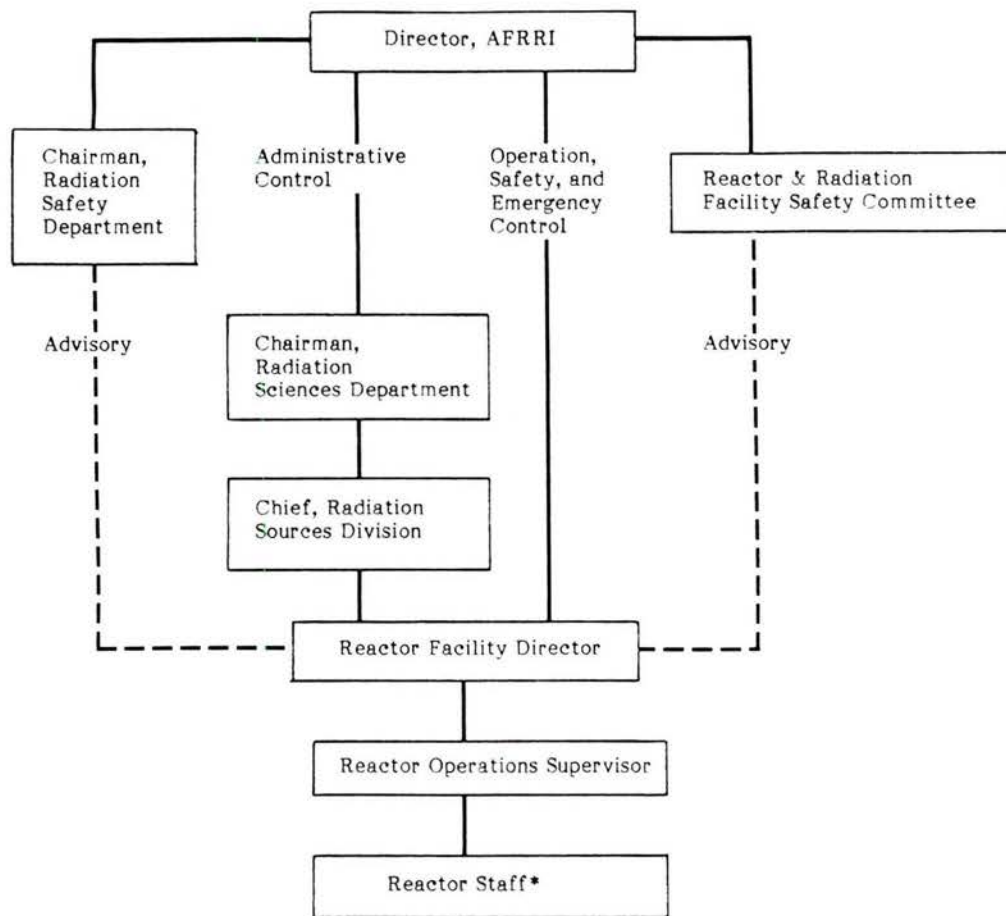 Director, AFRRI
Chairman,
Radiation
Safety
Department
Administrative
Control
Operation,
Safety, and
Emergency
Control
Reactor & Radiation
Facility Safety Committee
Advisory
Chairman,
Radiation
Sciences Department
Advisory
Chief, Radiation
Sources Division
Reactor Facility Director
Reactor Operations Supervisor
Reactor Staff*